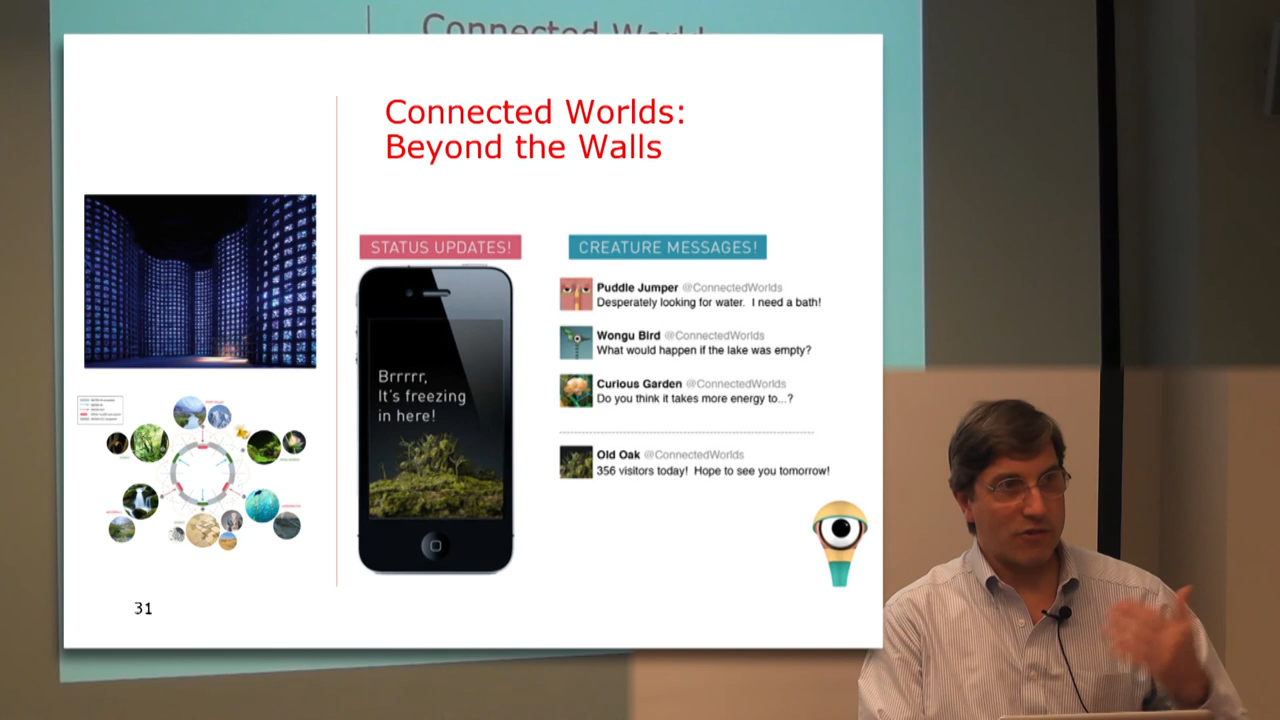 Connected Worlds
Connected Worlds:
Beyond the Walls
STATUS UPDATES!
CREATURE MESSAGES!
Puddle Jumper @ConnectedWorlds
Desperately looking for water. I need a bath!
Wongu Bird @ConnectedWorlds
What would happen if the lake was empty?
Curious Garden @ConnectedWorlds
Do you think it takes more energy to...?
Old Oak @ConnectedWorlds
356 visitors today! Hope to see you tomorrow!
Brrrrr,
It's freezing
in here!
31